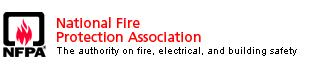 National Fire
Protection Association
NFPA®
The authority on fire, electrical, and building safety